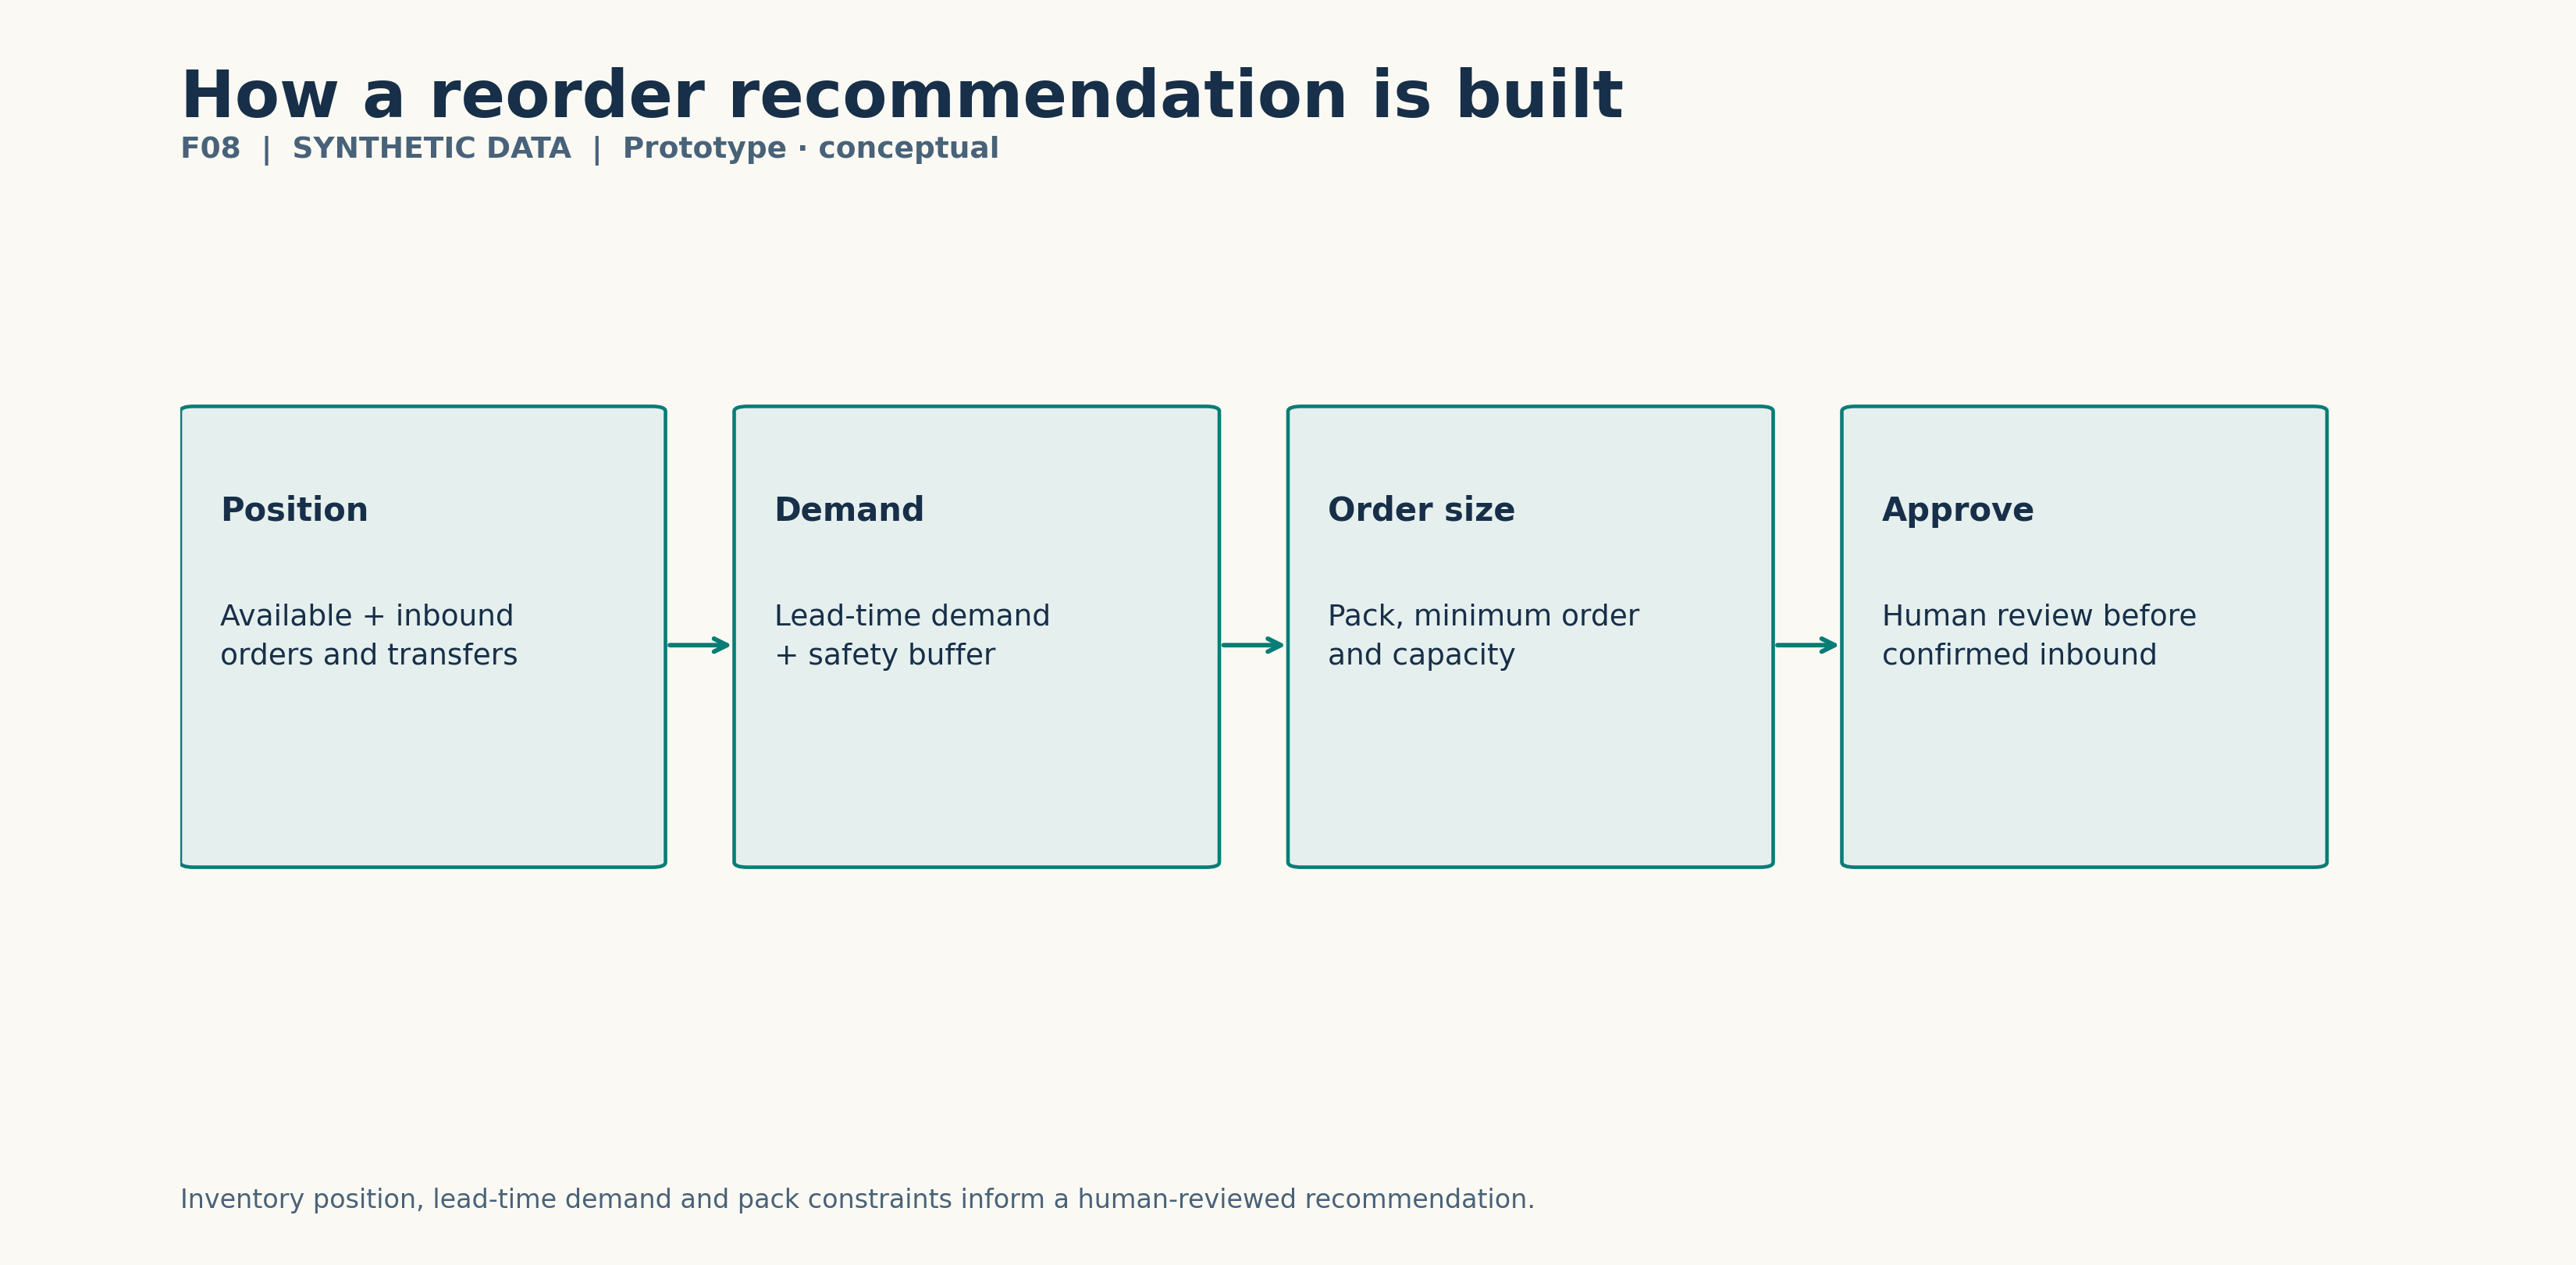 How a reorder recommendation is built
F08 | SYNTHETIC DATA | Prototype · conceptual
Position
Available + inbound
orders and transfers
Demand
Lead-time demand
+ safety buffer
Order size
Pack, minimum order
and capacity
Approve
Human review before
confirmed inbound
Inventory position, lead-time demand and pack constraints inform a human-reviewed recommendation.